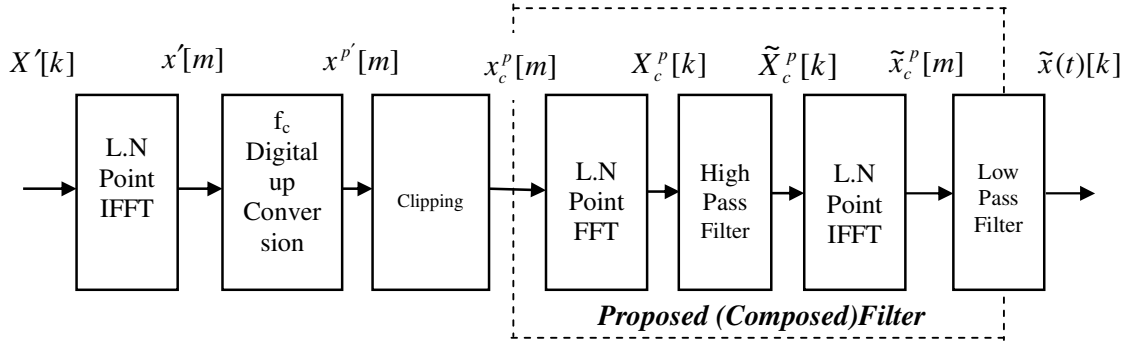 X′[k] x′[m] x^{p′}[m] x_c^p[m] X_c^p[k] X̃_c^p[k] x̃_c^p[m] x̃(t)[k]
L.N
Point
IFFT
f_c
Digital
up
Conver
sion
Clipping
L.N
Point
FFT
High
Pass
Filter
L.N
Point
IFFT
Low
Pass
Filter
Proposed (Composed)Filter